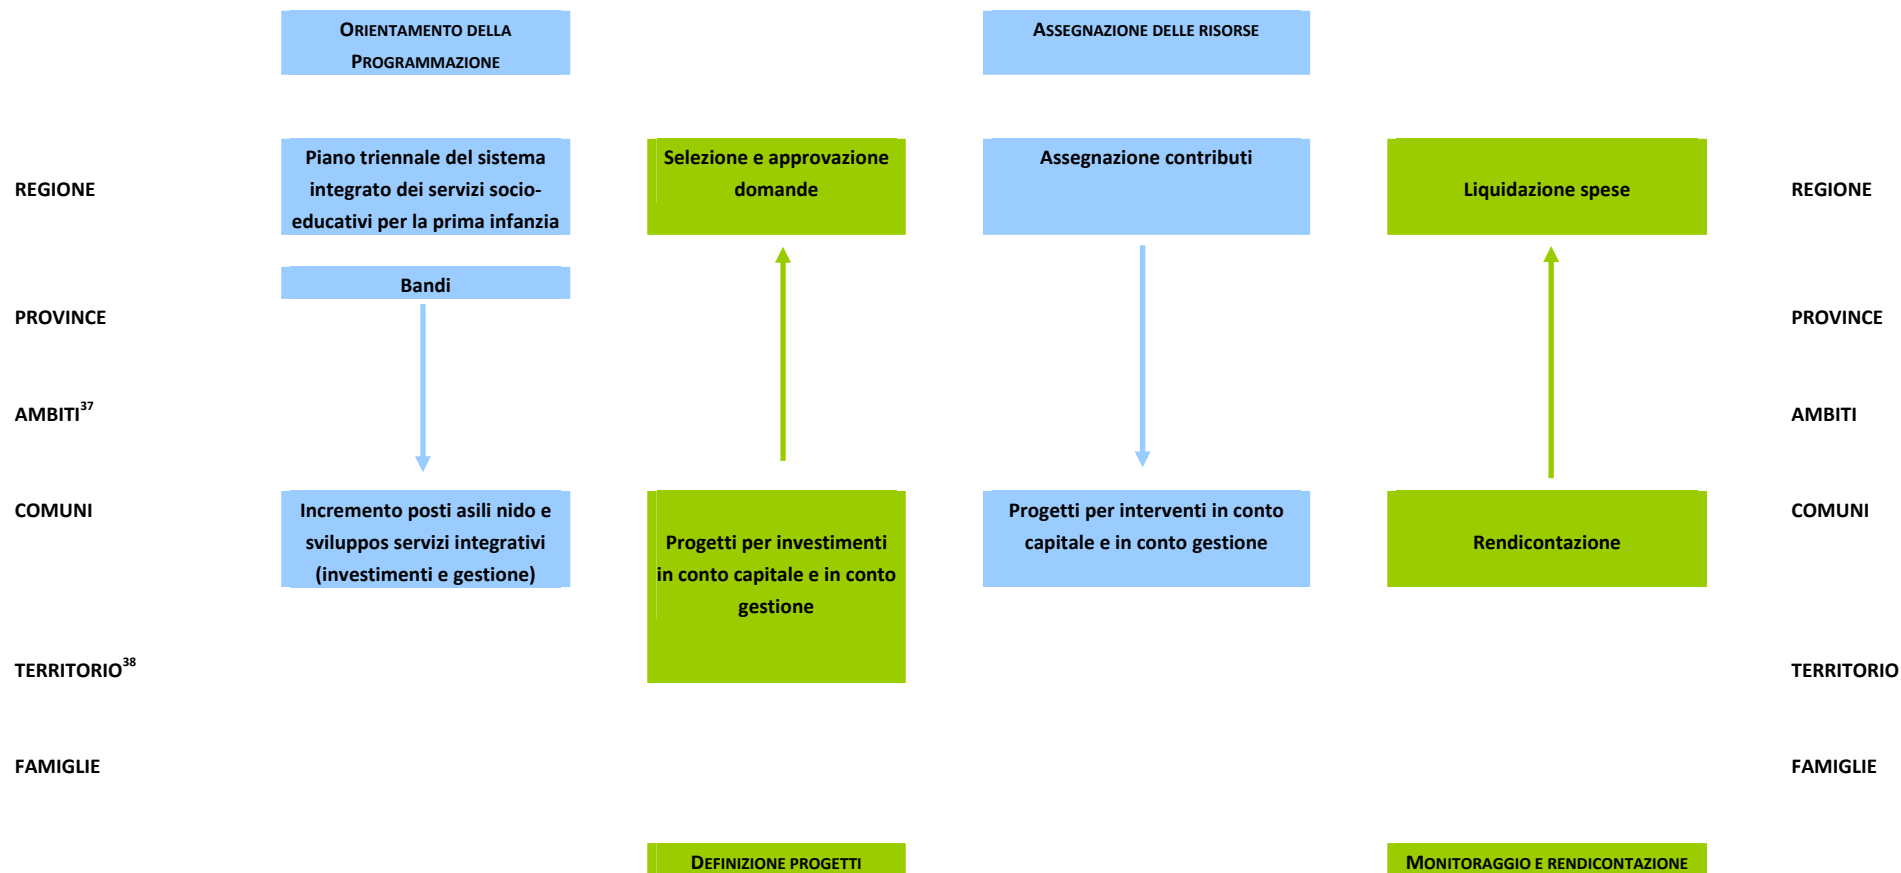 ORIENTAMENTO DELLA
PROGRAMMAZIONE
ASSEGNAZIONE DELLE RISORSE
REGIONE
Piano triennale del sistema
integrato dei servizi socio-
educativi per la prima infanzia
Selezione e approvazione
domande
Assegnazione contributi
Liquidazione spese
REGIONE
Bandi
PROVINCE
PROVINCE
AMBITI37
AMBITI
COMUNI
Incremento posti asili nido e
sviluppos servizi integrativi
(investimenti e gestione)
Progetti per investimenti
in conto capitale e in conto
gestione
Progetti per interventi in conto
capitale e in conto gestione
Rendicontazione
COMUNI
TERRITORIO38
TERRITORIO
FAMIGLIE
FAMIGLIE
DEFINIZIONE PROGETTI
MONITORAGGIO E RENDICONTAZIONE